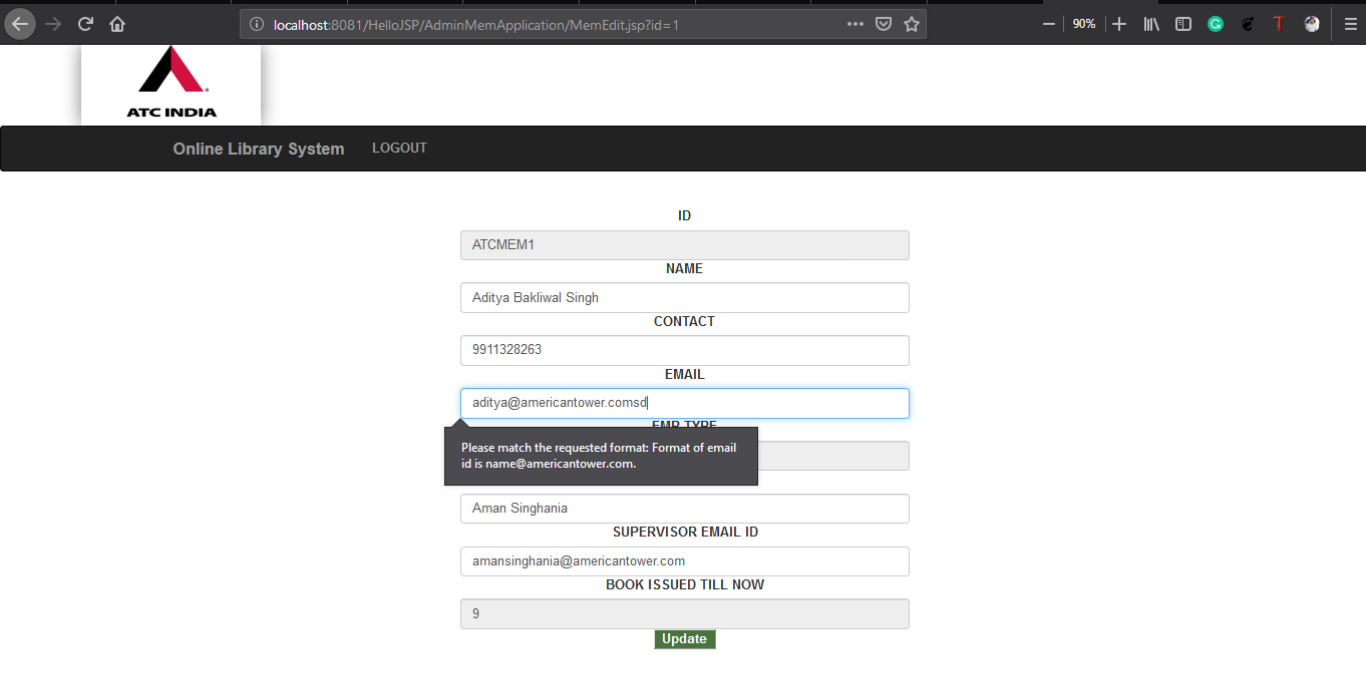 localhost:8081/HelloJSP/AdminMemApplication/MemEdit.jsp?id=1
90%
ATC INDIA
Online Library System LOGOUT
ID
ATCMEM1
NAME
Aditya Bakliwal Singh
CONTACT
9911328263
EMAIL
aditya@americantower.comsd
EMP TYPE
Please match the requested format: Format of email
id is name@americantower.com.
Aman Singhania
SUPERVISOR EMAIL ID
amansinghania@americantower.com
BOOK ISSUED TILL NOW
9
Update